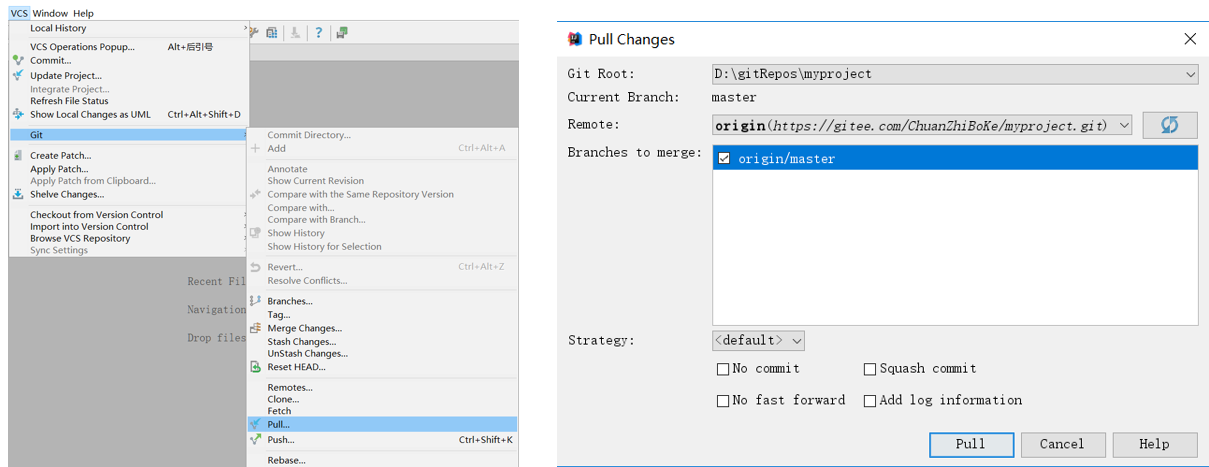 VCS Window Help
Local History
VCS Operations Popup... Alt+后引号
Commit...
Update Project...
Integrate Project...
Refresh File Status
Show Local Changes as UML Ctrl+Alt+Shift+D
Git
Create Patch...
Apply Patch...
Apply Patch from Clipboard...
Shelve Changes...
Checkout from Version Control
Import into Version Control
Browse VCS Repository
Sync Settings
Recent Fil
Navigation
Drop files
Commit Directory...
Add Ctrl+Alt+A
Annotate
Show Current Revision
Compare with the Same Repository Version
Compare with...
Compare with Branch...
Show History
Show History for Selection
Revert... Ctrl+Alt+Z
Resolve Conflicts...
Branches...
Tag...
Merge Changes...
Stash Changes...
UnStash Changes...
Reset HEAD...
Remotes...
Clone...
Fetch
Pull...
Push... Ctrl+Shift+K
Rebase...
Pull Changes
Git Root: D:\gitRepos\myproject
Current Branch: master
Remote: origin(https://gitee.com/ChuanZhiBoKe/myproject.git)
Branches to merge: origin/master
Strategy: <default>
No commit Squash commit
No fast forward Add log information
Pull Cancel Help